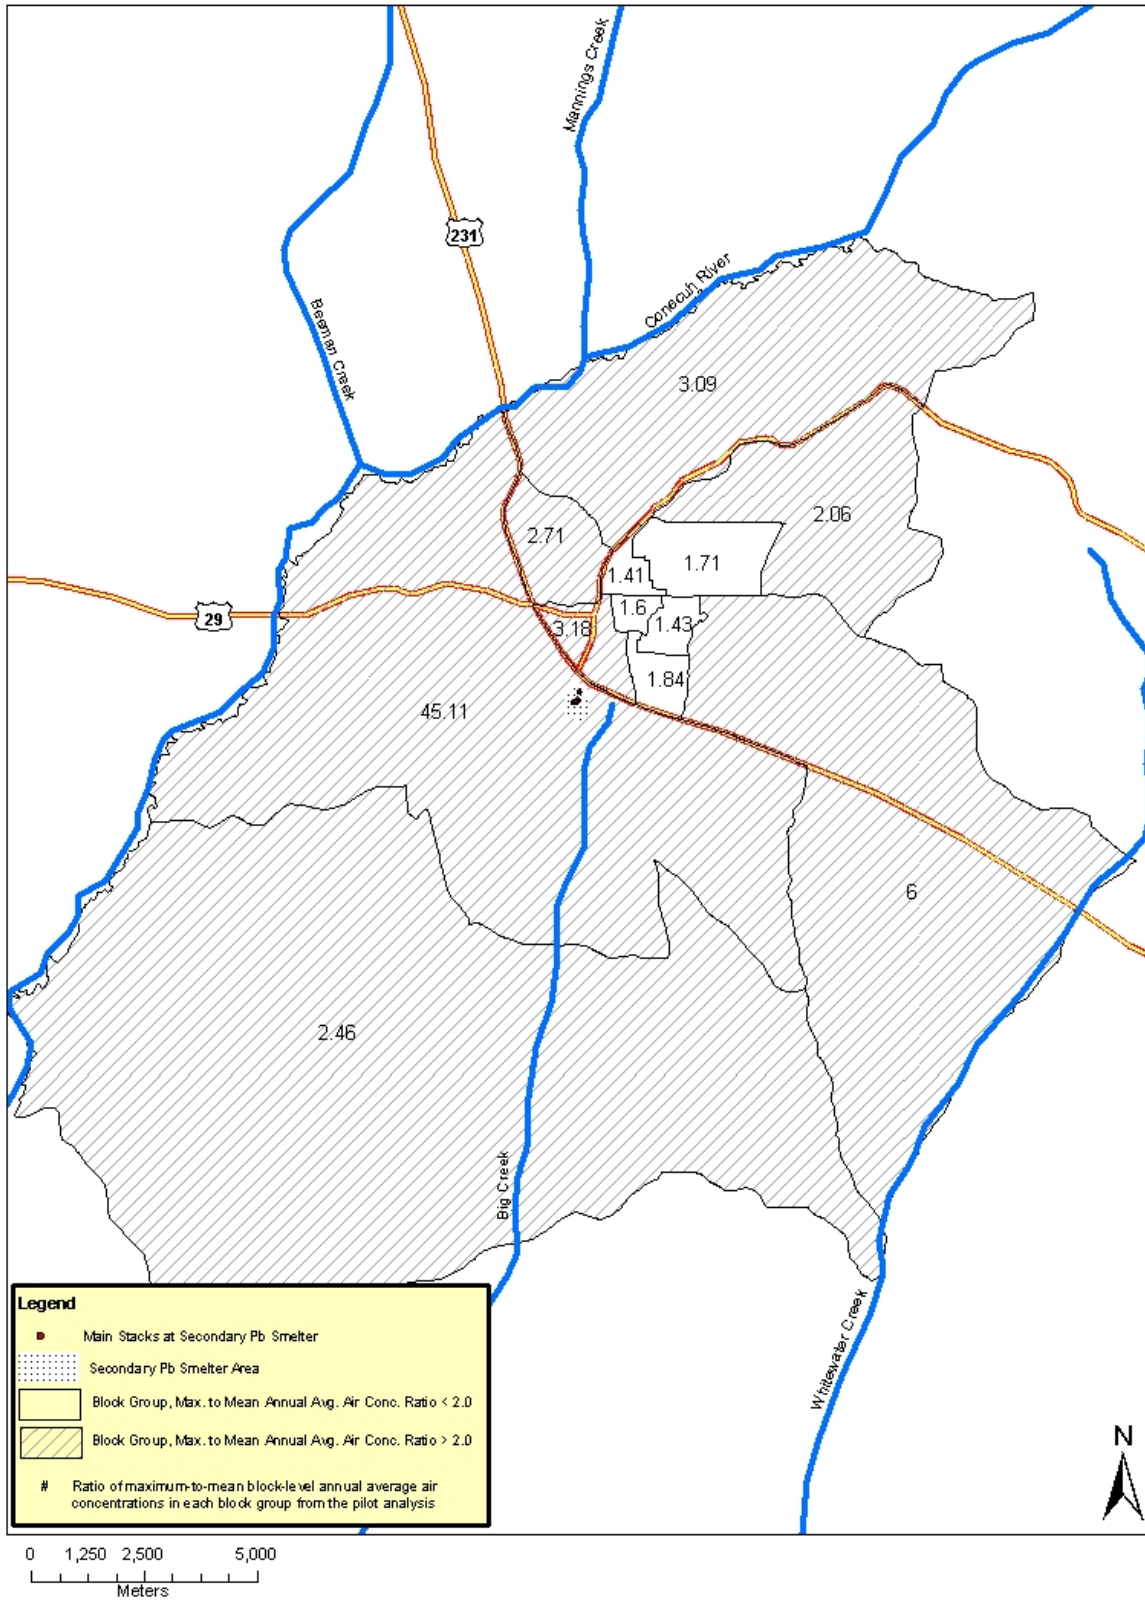 Mannings Creek
231
Conecuh River
Beeman Creek
3.09
2.06
2.71
1.71
1.41
29
1.6
1.43
3.18
1.84
45.11
6
2.46
Big Creek
Whitewater Creek
Legend
Main Stacks at Secondary Pb Smelter
Secondary Pb Smelter Area
Block Group, Max. to Mean Annual Avg. Air Conc. Ratio < 2.0
Block Group, Max. to Mean Annual Avg. Air Conc. Ratio > 2.0
# Ratio of maximum-to-mean block-level annual average air
concentrations in each block group from the pilot analysis
N
0 1,250 2,500 5,000
Meters